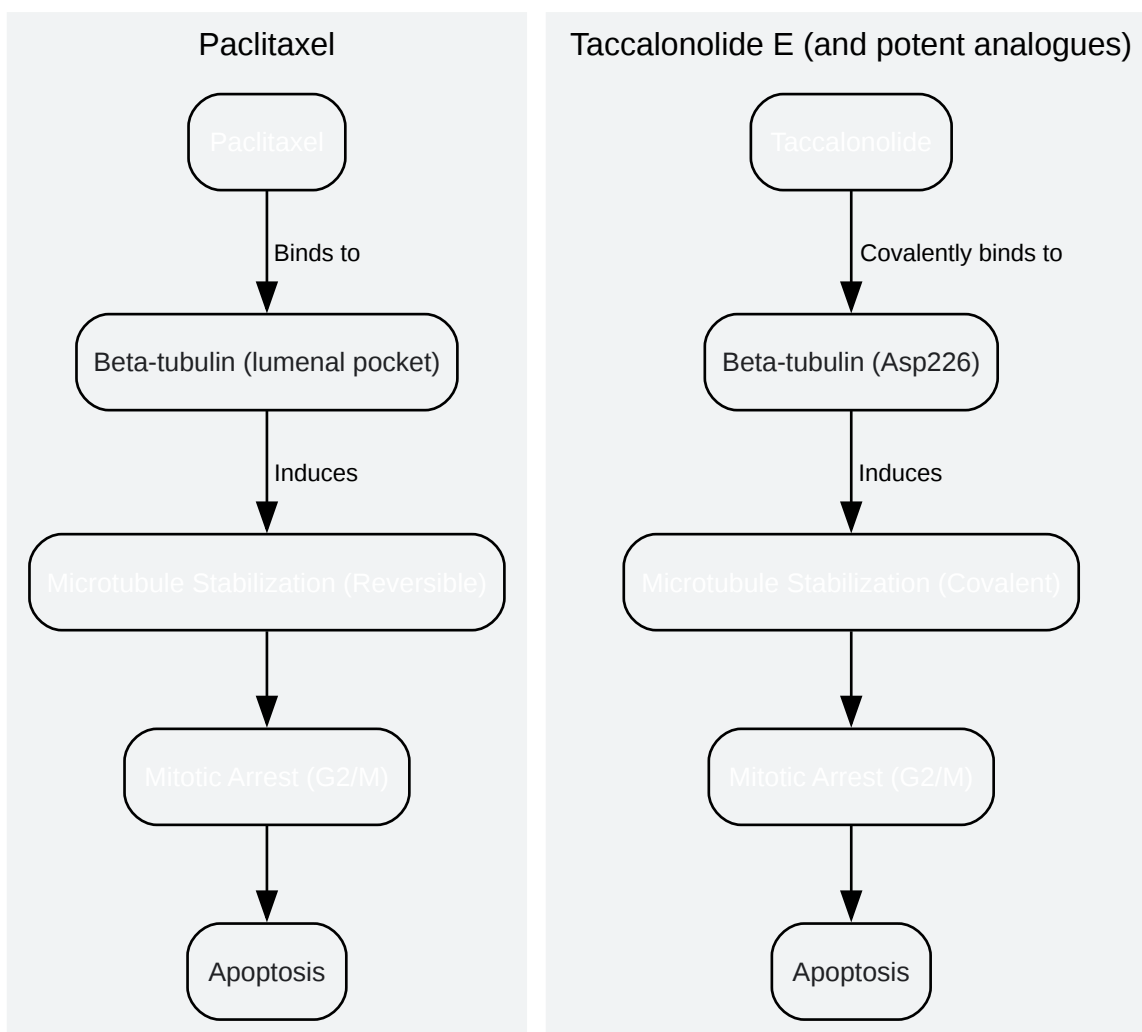 Paclitaxel
Paclitaxel
Binds to
Beta-tubulin (lumenal pocket)
Induces
Microtubule Stabilization (Reversible)
Mitotic Arrest (G2/M)
Apoptosis
Taccalonolide E (and potent analogues)
Taccalonolide
Covalently binds to
Beta-tubulin (Asp226)
Induces
Microtubule Stabilization (Covalent)
Mitotic Arrest (G2/M)
Apoptosis